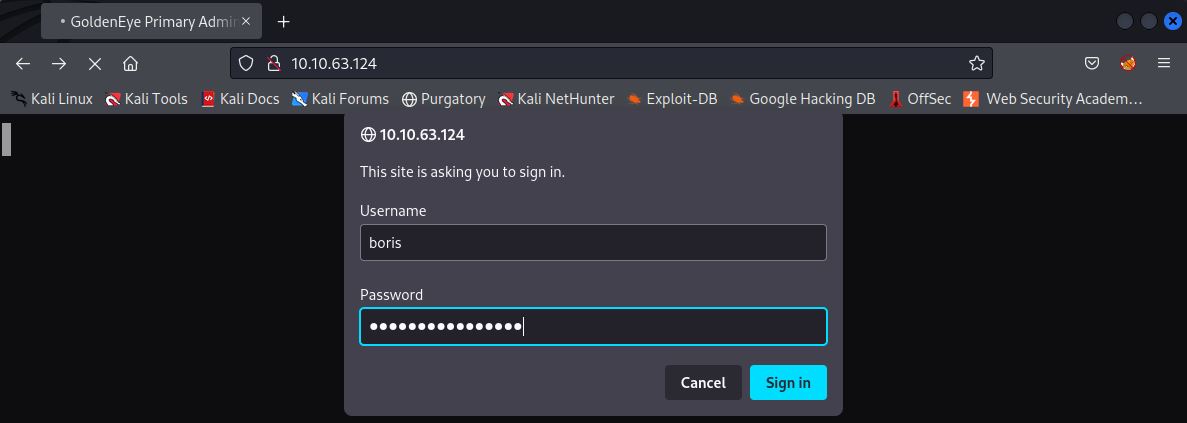 GoldenEye Primary Admir
10.10.63.124
Kali Linux Kali Tools Kali Docs Kali Forums Purgatory Kali NetHunter Exploit-DB Google Hacking DB OffSec Web Security Academ…
10.10.63.124
This site is asking you to sign in.
Username
boris
Password
••••••••••••••••
Cancel Sign in